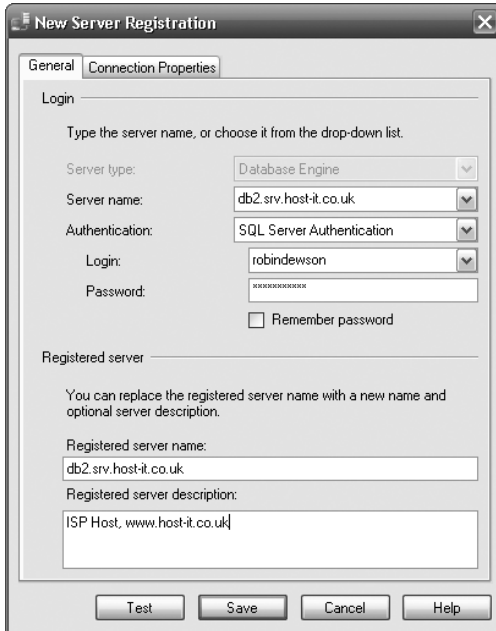 New Server Registration
General
Connection Properties
Login
Type the server name, or choose it from the drop-down list.
Server type:
Database Engine
Server name:
db2.srv.host-it.co.uk
Authentication:
SQL Server Authentication
Login:
robindewson
Password:
***********
Remember password
Registered server
You can replace the registered server name with a new name and
optional server description.
Registered server name:
db2.srv.host-it.co.uk
Registered server description:
ISP Host, www.host-it.co.uk
Test
Save
Cancel
Help